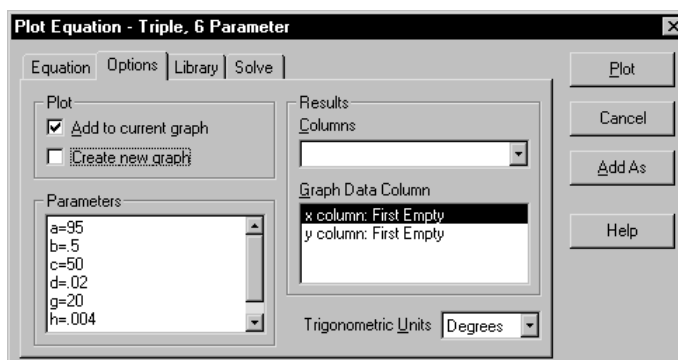 Plot Equation - Triple, 6 Parameter
Equation Options Library Solve
Plot
Add to current graph
Create new graph
Parameters
a=95
b=.5
c=50
d=.02
g=20
h=.004
Results
Columns
Graph Data Column
x column: First Empty
y column: First Empty
Trigonometric Units Degrees
Plot
Cancel
Add As
Help